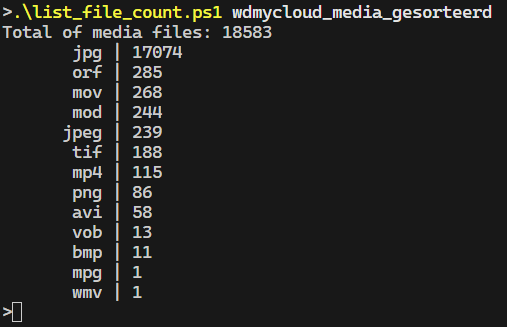 >.\list_file_count.ps1 wdmycloud_media_gesorteerd
Total of media files: 18583
jpg | 17074
orf | 285
mov | 268
mod | 244
jpeg | 239
tif | 188
mp4 | 115
png | 86
avi | 58
vob | 13
bmp | 11
mpg | 1
wmv | 1
>